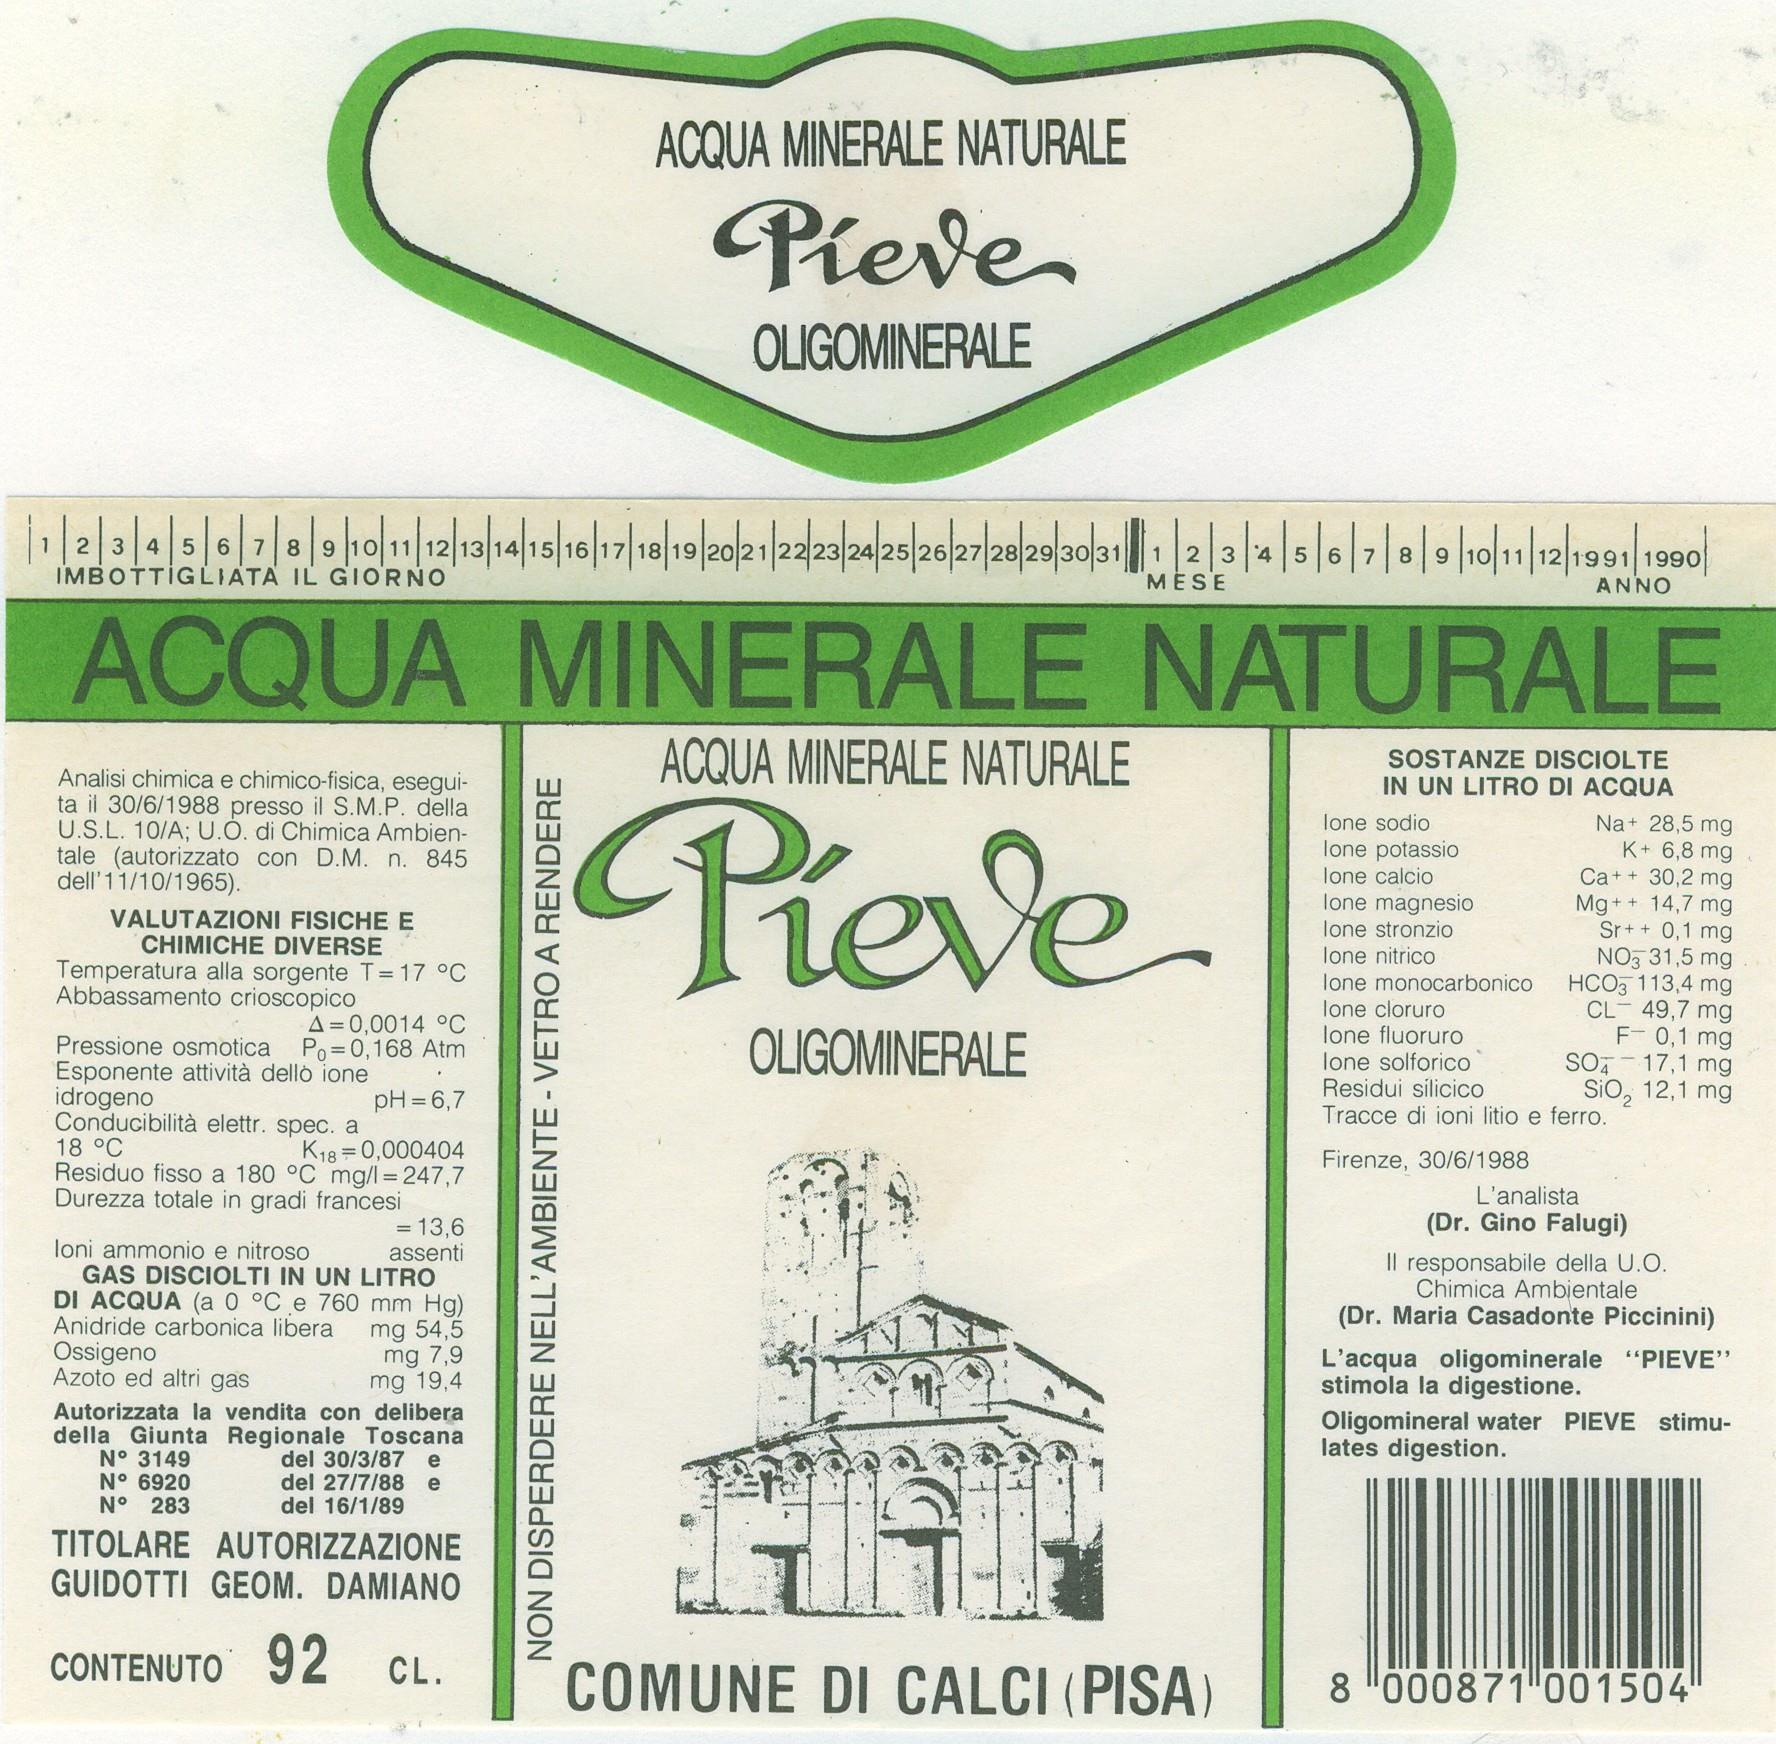 ACQUA MINERALE NATURALE
Pieve
OLIGOMINERALE
1 2 3 4 5 6 7 8 9 10 11 12 13 14 15 16 17 18 19 20 21 22 23 24 25 26 27 28 29 30 31 1 2 3 4 5 6 7 8 9 10 11 12 1991 1990
IMBOTTIGLIATA IL GIORNO MESE ANNO
ACQUA MINERALE NATURALE
Analisi chimica e chimico-fisica, esegui-
ta il 30/6/1988 presso il S.M.P. della
U.S.L. 10/A; U.O. di Chimica Ambien-
tale (autorizzato con D.M. n. 845
dell'11/10/1965).
VALUTAZIONI FISICHE E
CHIMICHE DIVERSE
Temperatura alla sorgente T=17 °C
Abbassamento crioscopico
Δ=0,0014 °C
Pressione osmotica P₀=0,168 Atm
Esponente attività dello ione
idrogeno pH=6,7
Conducibilità elettr. spec. a
18 °C K₁₈=0,000404
Residuo fisso a 180 °C mg/l=247,7
Durezza totale in gradi francesi
=13,6
Ioni ammonio e nitroso assenti
GAS DISCIOLTI IN UN LITRO
DI ACQUA (a 0 °C e 760 mm Hg)
Anidride carbonica libera mg 54,5
Ossigeno mg 7,9
Azoto ed altri gas mg 19,4
Autorizzata la vendita con delibera
della Giunta Regionale Toscana
N° 3149 del 30/3/87 e
N° 6920 del 27/7/88 e
N° 283 del 16/1/89
TITOLARE AUTORIZZAZIONE
GUIDOTTI GEOM. DAMIANO
CONTENUTO 92 CL.
NON DISPERDERE NELL'AMBIENTE - VETRO A RENDERE
ACQUA MINERALE NATURALE
Pieve
OLIGOMINERALE
COMUNE DI CALCI (PISA)
SOSTANZE DISCIOLTE
IN UN LITRO DI ACQUA
Ione sodio Na+ 28,5 mg
Ione potassio K+ 6,8 mg
Ione calcio Ca++ 30,2 mg
Ione magnesio Mg++ 14,7 mg
Ione stronzio Sr++ 0,1 mg
Ione nitrico NO₃⁻ 31,5 mg
Ione monocarbonico HCO₃⁻ 113,4 mg
Ione cloruro CL⁻ 49,7 mg
Ione fluoruro F⁻ 0,1 mg
Ione solforico SO₄⁻⁻ 17,1 mg
Residui silicico SiO₂ 12,1 mg
Tracce di ioni litio e ferro.
Firenze, 30/6/1988
L'analista
(Dr. Gino Falugi)
Il responsabile della U.O.
Chimica Ambientale
(Dr. Maria Casadonte Piccinini)
L'acqua oligominerale "PIEVE"
stimola la digestione.
Oligomineral water PIEVE stimu-
lates digestion.
8 000871 001504